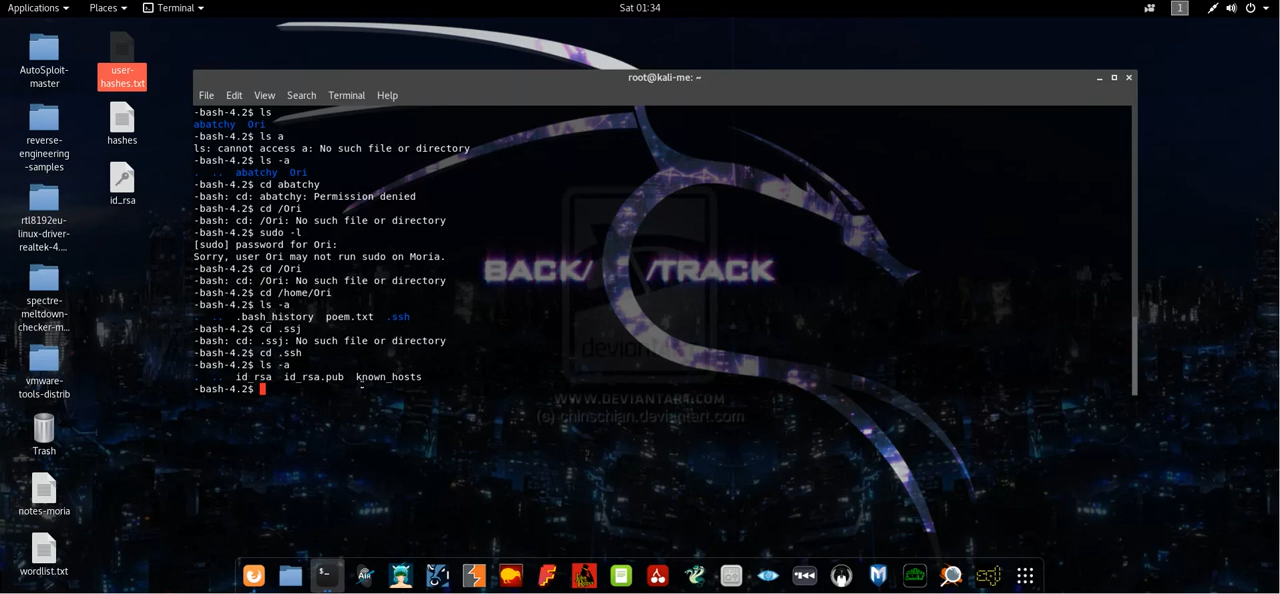 Applications Places Terminal Sat 01:34 1
AutoSploit-
master
user-
hashes.txt
reverse-
engineering
-samples
hashes
rtl8192eu-
linux-driver-
realtek-4....
id_rsa
spectre-
meltdown-
checker-m...
vmware-
tools-distrib
Trash
notes-moria
wordlist.txt
root@kali-me: ~
File Edit View Search Terminal Help
-bash-4.2$ ls
abatchy Ori
-bash-4.2$ ls a
ls: cannot access a: No such file or directory
-bash-4.2$ ls -a
. .. abatchy Ori
-bash-4.2$ cd abatchy
-bash: cd: abatchy: Permission denied
-bash-4.2$ cd /Ori
-bash: cd: /Ori: No such file or directory
-bash-4.2$ sudo -l
[sudo] password for Ori:
Sorry, user Ori may not run sudo on Moria.
-bash-4.2$ cd /Ori
-bash: cd: /Ori: No such file or directory
-bash-4.2$ cd /home/Ori
-bash-4.2$ ls -a
. .. .bash_history poem.txt .ssh
-bash-4.2$ cd .ssj
-bash: cd: .ssj: No such file or directory
-bash-4.2$ cd .ssh
-bash-4.2$ ls -a
. .. id_rsa id_rsa.pub known_hosts
-bash-4.2$
BACK/ /TRACK
deviant
WWW.DEVIANTART.COM
(c) chinschian.deviantart.com